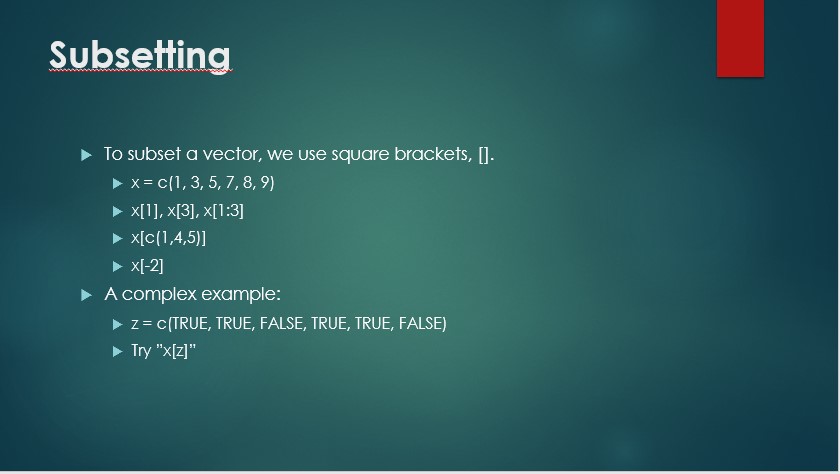 Subsetting
To subset a vector, we use square brackets, [].
x = c(1, 3, 5, 7, 8, 9)
x[1], x[3], x[1:3]
x[c(1,4,5)]
x[-2]
A complex example:
z = c(TRUE, TRUE, FALSE, TRUE, TRUE, FALSE)
Try ”x[z]”